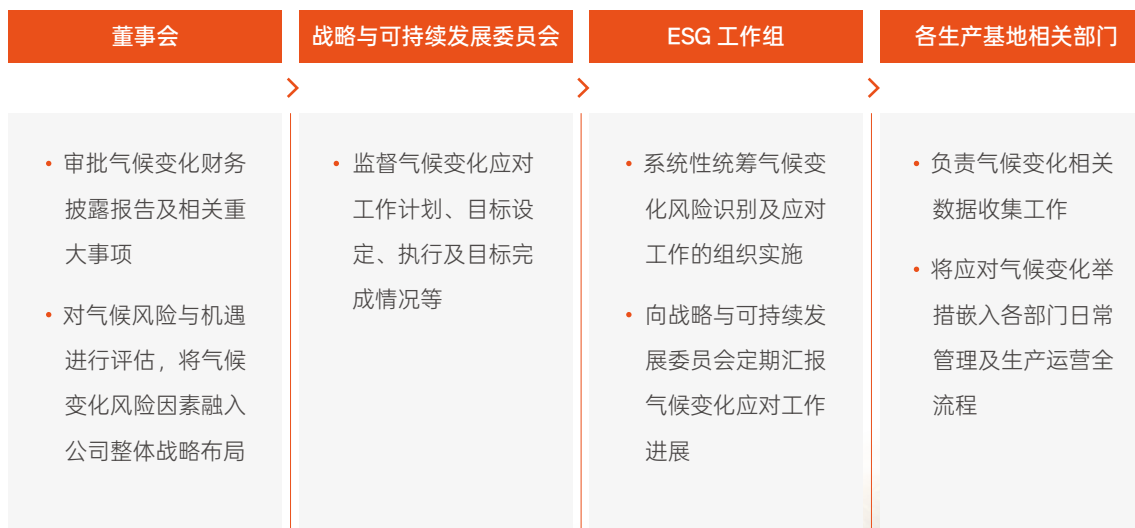 董事会
战略与可持续发展委员会
ESG 工作组
各生产基地相关部门
• 审批气候变化财务
披露报告及相关重
大事项
• 对气候风险与机遇
进行评估，将气候
变化风险因素融入
公司整体战略布局
• 监督气候变化应对
工作计划、目标设
定、执行及目标完
成情况等
• 系统性统筹气候变
化风险识别及应对
工作的组织实施
• 向战略与可持续发
展委员会定期汇报
气候变化应对工作
进展
• 负责气候变化相关
数据收集工作
• 将应对气候变化举
措嵌入各部门日常
管理及生产运营全
流程